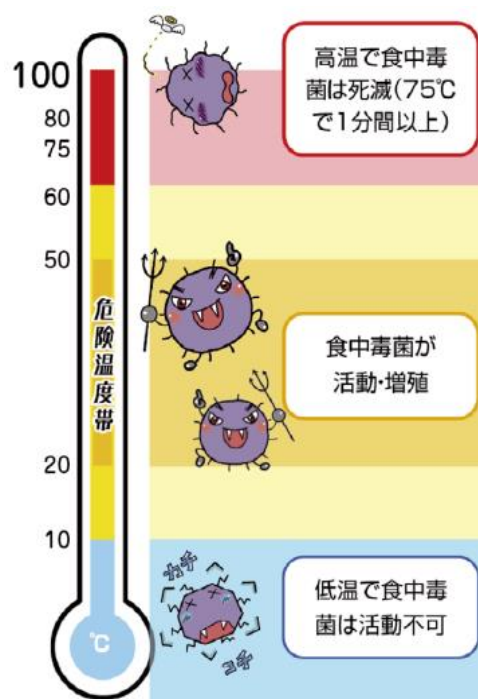 100
80
75
60
50
20
10
℃
危険温度帯
高温で食中毒
菌は死滅(75℃
で1分間以上)
食中毒菌が
活動・増殖
カチ
コチ
低温で食中毒
菌は活動不可